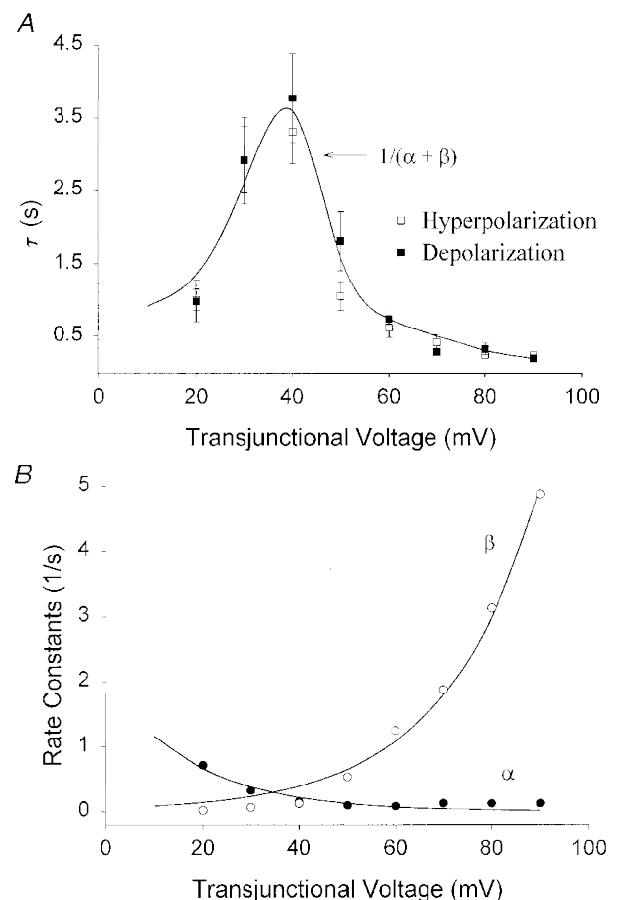 A
4.5
3.5
2.5
1.5
0.5
τ (s)
1/(α + β)
Hyperpolarization
Depolarization
0 20 40 60 80 100
Transjunctional Voltage (mV)
B
5
4
3
2
1
0
Rate Constants (1/s)
β
α
0 20 40 60 80 100
Transjunctional Voltage (mV)